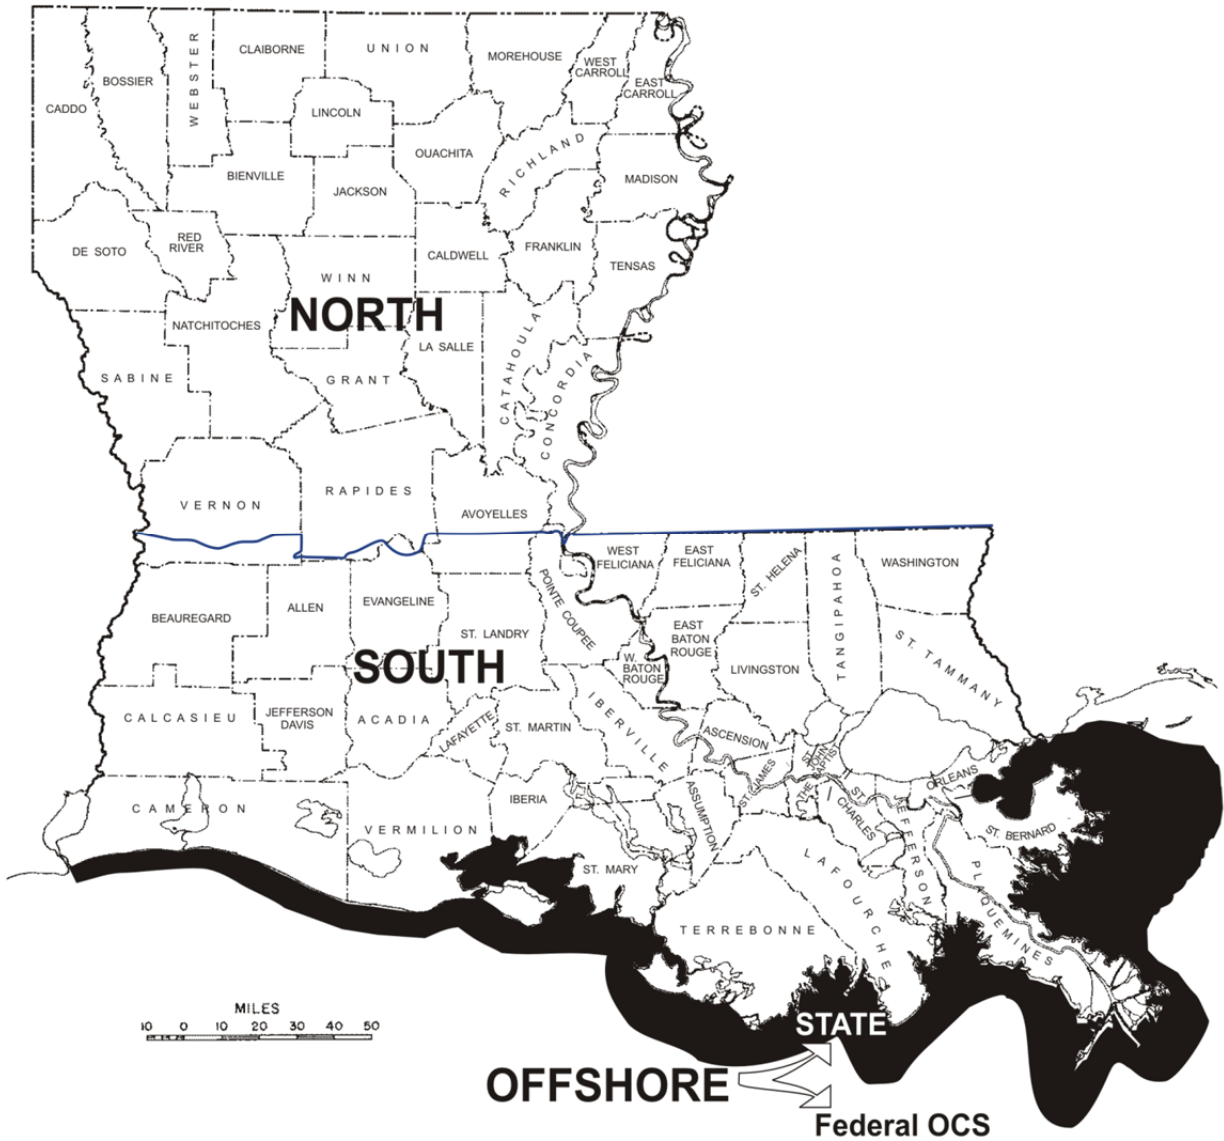 CADDO
BOSSIER
WEBSTER
CLAIBORNE
UNION
MOREHOUSE
WEST
CARROLL
EAST
CARROLL
LINCOLN
OUACHITA
RICHLAND
MADISON
BIENVILLE
JACKSON
DE SOTO
RED
RIVER
WINN
CALDWELL
FRANKLIN
TENSAS
NATCHITOCHES
NORTH
LA SALLE
CATAHOULA
CONCORDIA
SABINE
GRANT
VERNON
RAPIDES
AVOYELLES
WEST
FELICIANA
EAST
FELICIANA
ST. HELENA
TANGIPAHOA
WASHINGTON
BEAUREGARD
ALLEN
EVANGELINE
ST. LANDRY
POINTE COUPEE
EAST
BATON
ROUGE
W.
BATON
ROUGE
LIVINGSTON
ST. TAMMANY
SOUTH
CALCASIEU
JEFFERSON
DAVIS
ACADIA
LAFAYETTE
ST. MARTIN
IBERVILLE
ASCENSION
ST. JOHN
THE BAPTIST
ST. JAMES
ORLEANS
CAMERON
VERMILION
IBERIA
ASSUMPTION
ST. CHARLES
JEFFERSON
ST. BERNARD
ST. MARY
LAFOURCHE
PLAQUEMINES
TERREBONNE
MILES
10 0 10 20 30 40 50
STATE
OFFSHORE
Federal OCS